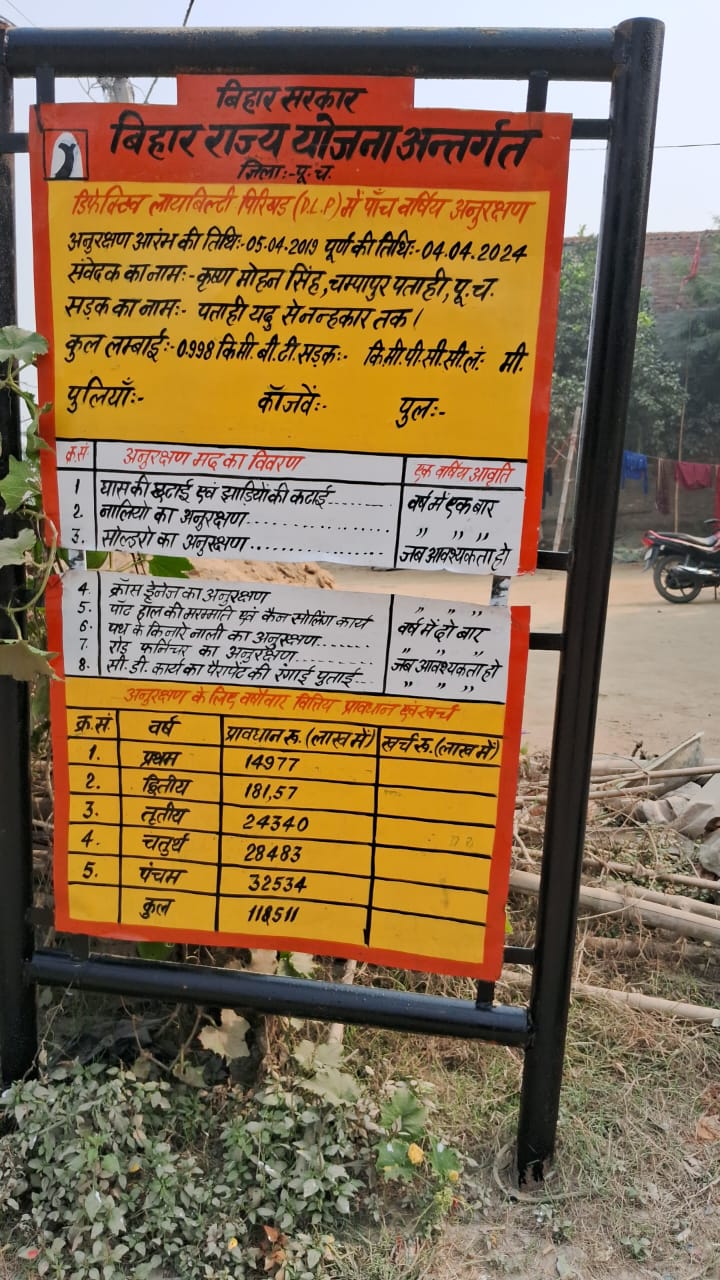 बिहार सरकार
बिहार राज्य योजना अन्तर्गत
जिला:-पू.च.
डिफेक्टिव लायबिल्टी पिरियड (D.L.P) में पाँच वर्षिय अनुरक्षण
अनुरक्षण आरंभ की तिथि:-05.04.2019 पूर्ण की तिथि:-04.04.2024
संवेदक का नाम:- कृष्ण मोहन सिंह, चम्पापुर पताही, पू.च.
सड़क का नाम:- पताही यदु से नन्हकार तक।
कुल लम्बाई:- 0.998 किमी. बी.टी. सड़क:- कि.मी. पी.सी.सी.लं: मी.
पुलियाँ:- कॅाजवें:- पुल:-
क्र.सं अनुरक्षण मद का विवरण एक वर्षिय आवृति
1 घास की छटाई एवं झाड़ियों की कटाई........... वर्ष में एक बार
2. नालियो का अनुरक्षण................ " " "
3. सोल्डरो का अनुरक्षण................ जब आवश्यकता हो
4. क्रॉस ड्रेनेज का अनुरक्षण " " "
5. पॉट हाल की मरम्मति एवं कैन सोलिंग कार्य वर्ष में दो बार
6. पथ के किनारे नाली का अनुरक्षण......... " " "
7. रोड़ फर्निचर का अनुरक्षण............ जब आवश्यकता हो
8. सी.डी. कार्य का पैरापेट की रंगाई पुताई......... " " "
अनुरक्षण के लिए वर्षावार वित्तिय प्रावधान एवं खर्च
क्र.सं. वर्ष प्रावधान रु. (लाख में) खर्च रु. (लाख में)
1. प्रथम 14977
2. द्वितीय 181,57
3. तृतीय 24340
4. चतुर्थ 28483
5. पंचम 32534
कुल